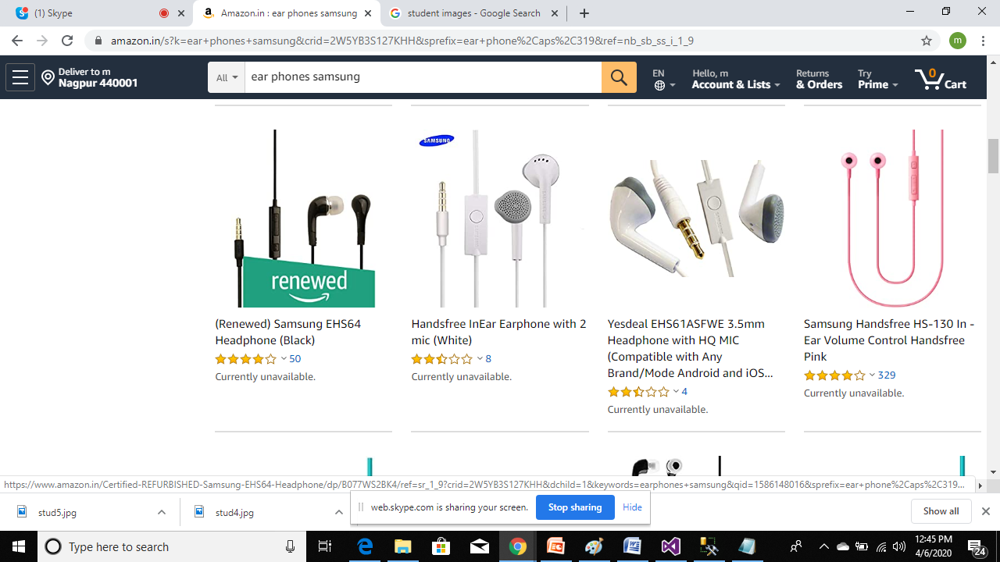 (1) Skype
Amazon.in : ear phones samsung
student images - Google Search
amazon.in/s?k=ear+phones+samsung&crid=2W5YB3S127KHH&sprefix=ear+phone%2Caps%2C319&ref=nb_sb_ss_i_1_9
m
Deliver to m
Nagpur 440001
All
ear phones samsung
EN
Hello, m
Account & Lists
Returns
& Orders
Try
Prime
0
Cart
SAMSUNG
renewed
(Renewed) Samsung EHS64
Headphone (Black)
50
Currently unavailable.
Handsfree InEar Earphone with 2
mic (White)
8
Currently unavailable.
Yesdeal EHS61ASFWE 3.5mm
Headphone with HQ MIC
(Compatible with Any
Brand/Mode Android and iOS...
4
Currently unavailable.
Samsung Handsfree HS-130 In -
Ear Volume Control Handsfree
Pink
329
Currently unavailable.
https://www.amazon.in/Certified-REFURBISHED-Samsung-EHS64-Headphone/dp/B077WS2BK4/ref=sr_1_9?crid=2W5YB3S127KHH&dchild=1&keywords=earphones+samsung&qid=1586148016&sprefix=ear+phone%2Caps%2C319...
stud5.jpg
stud4.jpg
web.skype.com is sharing your screen.
Stop sharing
Hide
Show all
Type here to search
12:45 PM
4/6/2020
24